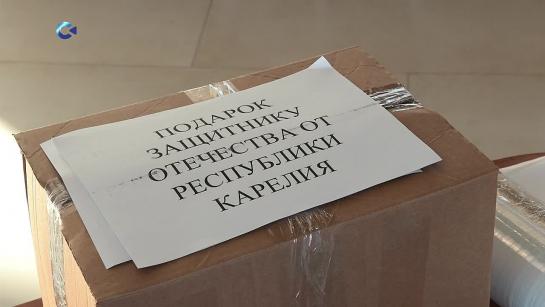 ПОДАРОК
ЗАЩИТНИКУ
ОТЕЧЕСТВА ОТ
РЕСПУБЛИКИ
КАРЕЛИЯ